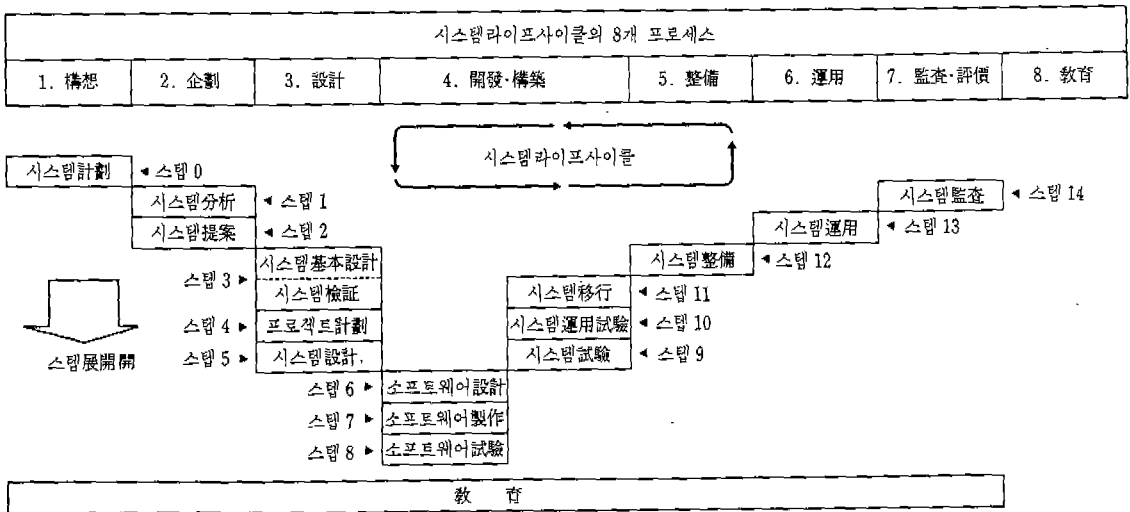 시스템라이프사이클의 8개 프로세스
1. 構想 2. 企劃 3. 設計 4. 開發·構築 5. 整備 6. 運用 7. 監査·評價 8. 敎育
시스템라이프사이클
시스템計劃 ◄ 스텝 0
시스템分析 ◄ 스텝 1
시스템監査 ◄ 스텝 14
시스템提案 ◄ 스텝 2
시스템運用 ◄ 스텝 13
스텝 3 ► 시스템基本設計
시스템檢証
시스템整備 ◄ 스텝 12
시스템移行 ◄ 스텝 11
스텝 4 ► 프로젝트計劃
시스템運用試驗 ◄ 스텝 10
스텝展開開
스텝 5 ► 시스템設計.
시스템試驗 ◄ 스텝 9
스텝 6 ► 소프트웨어設計
스텝 7 ► 소프트웨어製作
스텝 8 ► 소프트웨어試驗
敎 育